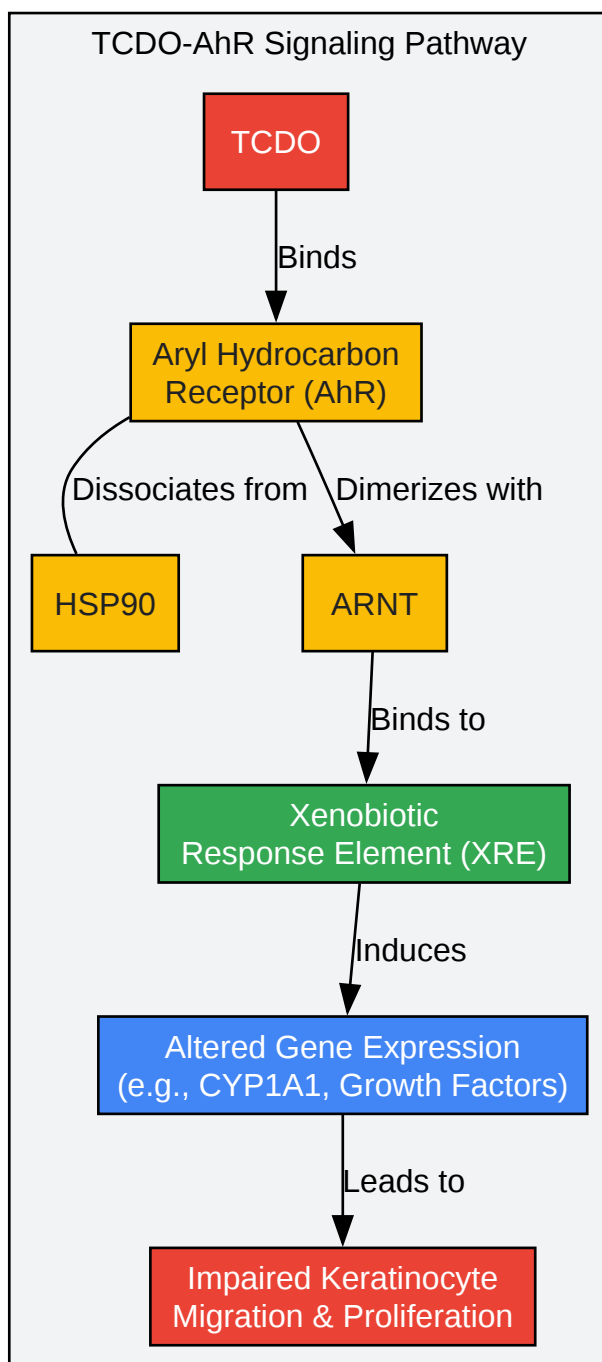 TCDO-AhR Signaling Pathway
TCDO
Binds
Aryl Hydrocarbon
Receptor (AhR)
Dissociates from
Dimerizes with
HSP90
ARNT
Binds to
Xenobiotic
Response Element (XRE)
Induces
Altered Gene Expression
(e.g., CYP1A1, Growth Factors)
Leads to
Impaired Keratinocyte
Migration & Proliferation